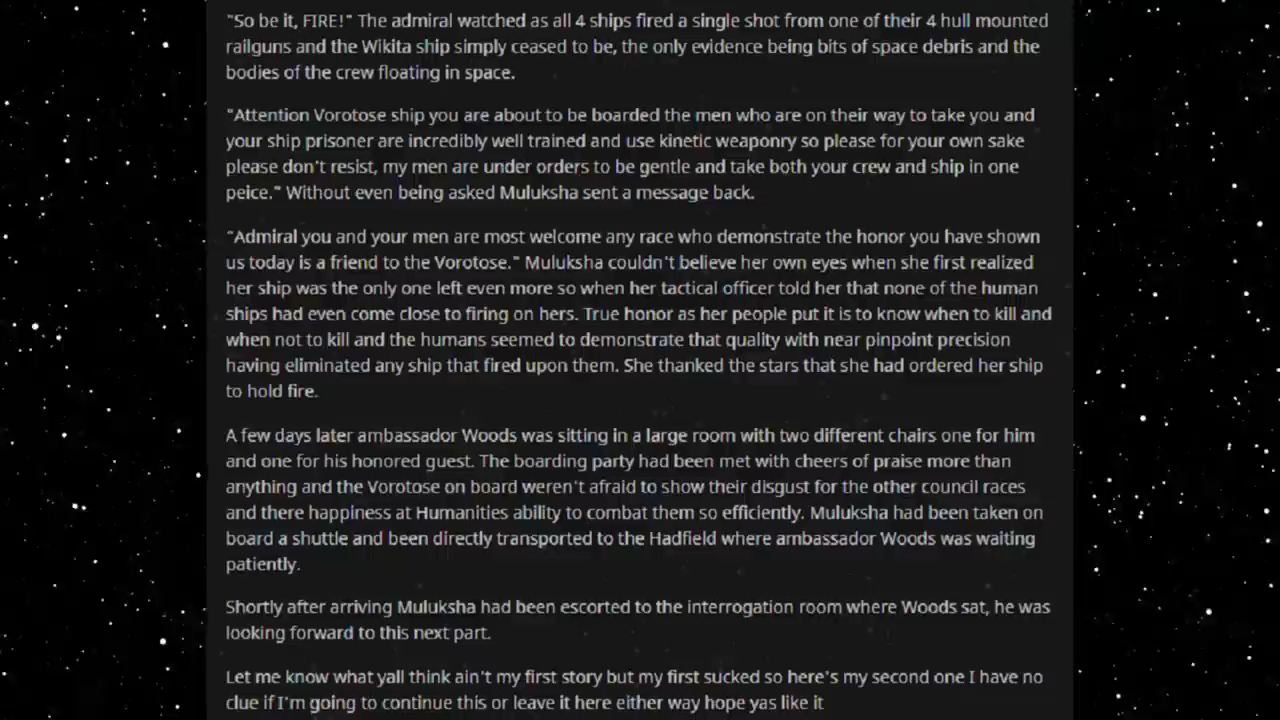 "So be it, FIRE!" The admiral watched as all 4 ships fired a single shot from one of their 4 hull mounted
railguns and the Wikita ship simply ceased to be, the only evidence being bits of space debris and the
bodies of the crew floating in space.
"Attention Vorotose ship you are about to be boarded the men who are on their way to take you and
your ship prisoner are incredibly well trained and use kinetic weaponry so please for your own sake
please don't resist, my men are under orders to be gentle and take both your crew and ship in one
peice." Without even being asked Muluksha sent a message back.
"Admiral you and your men are most welcome any race who demonstrate the honor you have shown
us today is a friend to the Vorotose." Muluksha couldn't believe her own eyes when she first realized
her ship was the only one left even more so when her tactical officer told her that none of the human
ships had even come close to firing on hers. True honor as her people put it is to know when to kill and
when not to kill and the humans seemed to demonstrate that quality with near pinpoint precision
having eliminated any ship that fired upon them. She thanked the stars that she had ordered her ship
to hold fire.
A few days later ambassador Woods was sitting in a large room with two different chairs one for him
and one for his honored guest. The boarding party had been met with cheers of praise more than
anything and the Vorotose on board weren't afraid to show their disgust for the other council races
and there happiness at Humanities ability to combat them so efficiently. Muluksha had been taken on
board a shuttle and been directly transported to the Hadfield where ambassador Woods was waiting
patiently.
Shortly after arriving Muluksha had been escorted to the interrogation room where Woods sat, he was
looking forward to this next part.
Let me know what yall think ain't my first story but my first sucked so here's my second one I have no
clue if I'm going to continue this or leave it here either way hope yas like it